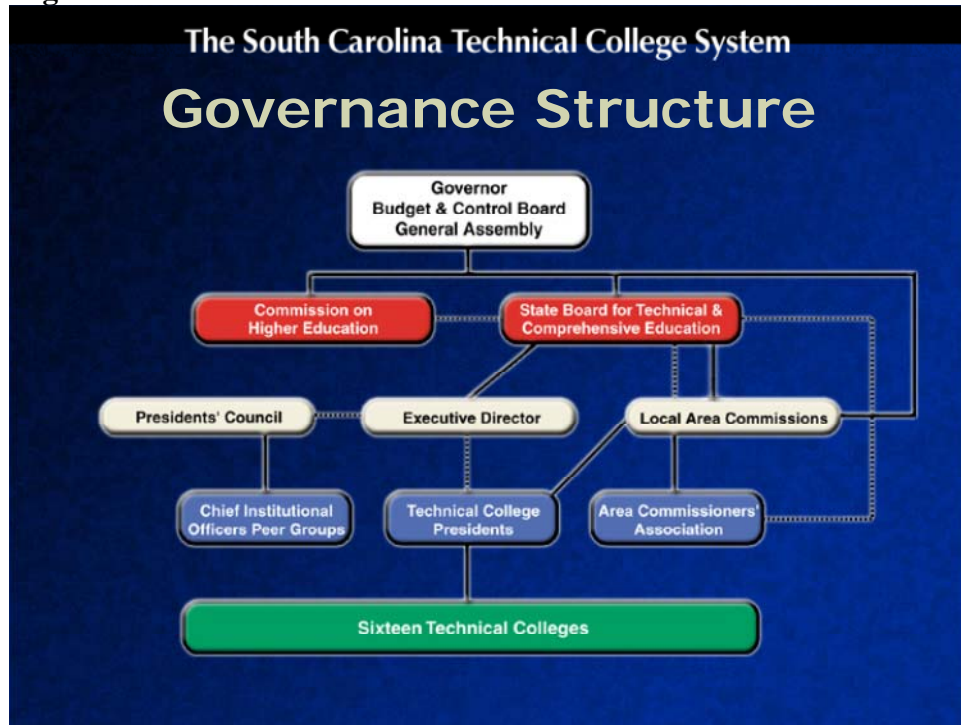 The South Carolina Technical College System
Governance Structure
Governor
Budget & Control Board
General Assembly
Commission on
Higher Education
State Board for Technical &
Comprehensive Education
Presidents' Council
Executive Director
Local Area Commissions
Chief Institutional
Officers Peer Groups
Technical College
Presidents
Area Commissioners'
Association
Sixteen Technical Colleges